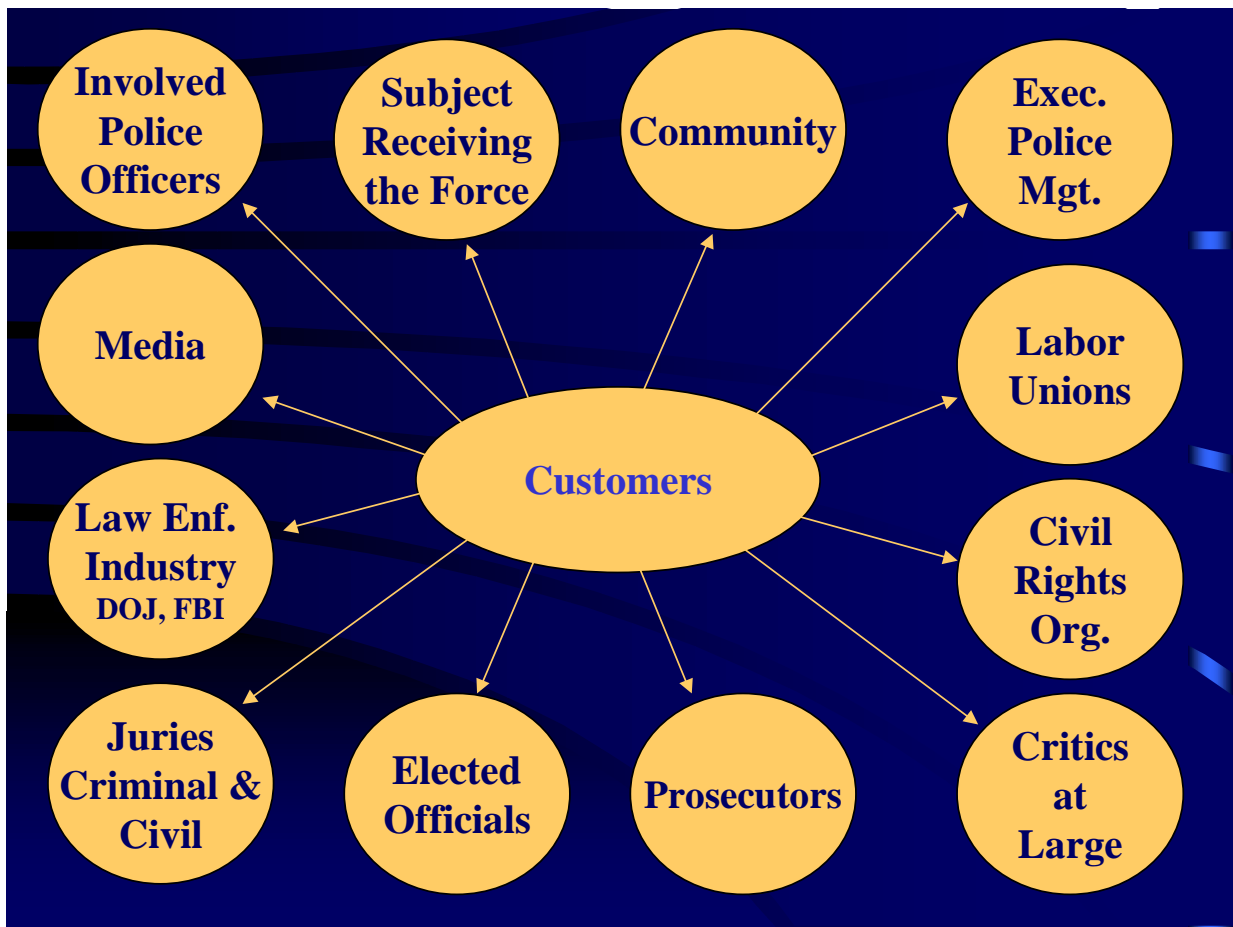 Involved
Police
Officers
Subject
Receiving
the Force
Community
Exec.
Police
Mgt.
Media
Labor
Unions
Customers
Law Enf.
Industry
DOJ, FBI
Civil
Rights
Org.
Juries
Criminal &
Civil
Elected
Officials
Prosecutors
Critics
at
Large